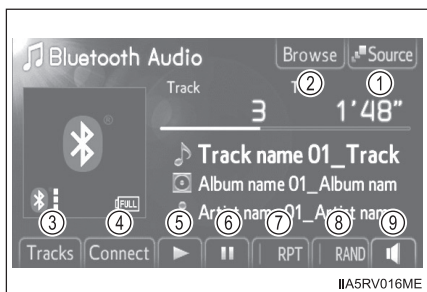 Bluetooth Audio
Browse
Source
2
1
Track
T
3
1'48"
Track name 01_Track
Album name 01_Album nam
Artist name 01_Artist nam
FULL
3
4
5
6
7
8
9
Tracks
Connect
RPT
RAND
A5RV016ME